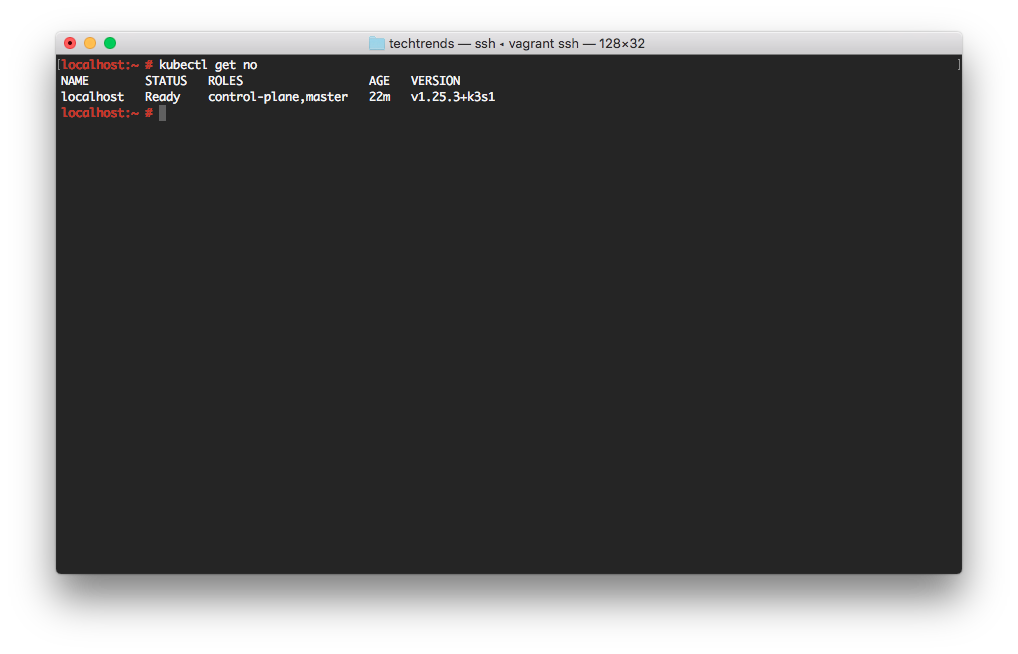 techtrends — ssh ◂ vagrant ssh — 128×32
[localhost:~ # kubectl get no ]
NAME STATUS ROLES AGE VERSION
localhost Ready control-plane,master 22m v1.25.3+k3s1
localhost:~ #